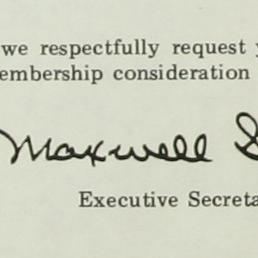 we respectfully request y
embership consideration
Maxwell S
Executive Secreta